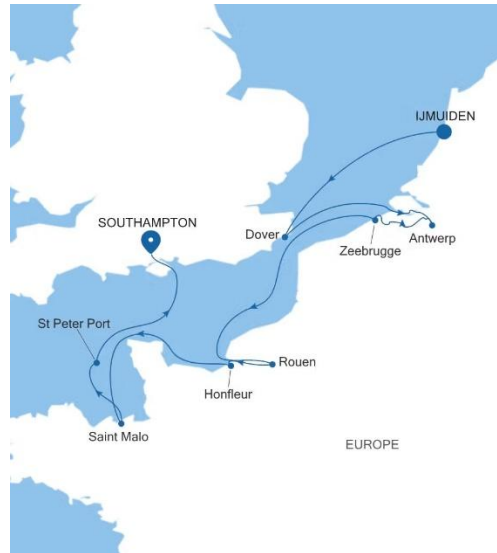 IJMUIDEN
SOUTHAMPTON
Dover
Antwerp
Zeebrugge
St Peter Port
Rouen
Honfleur
Saint Malo
EUROPE